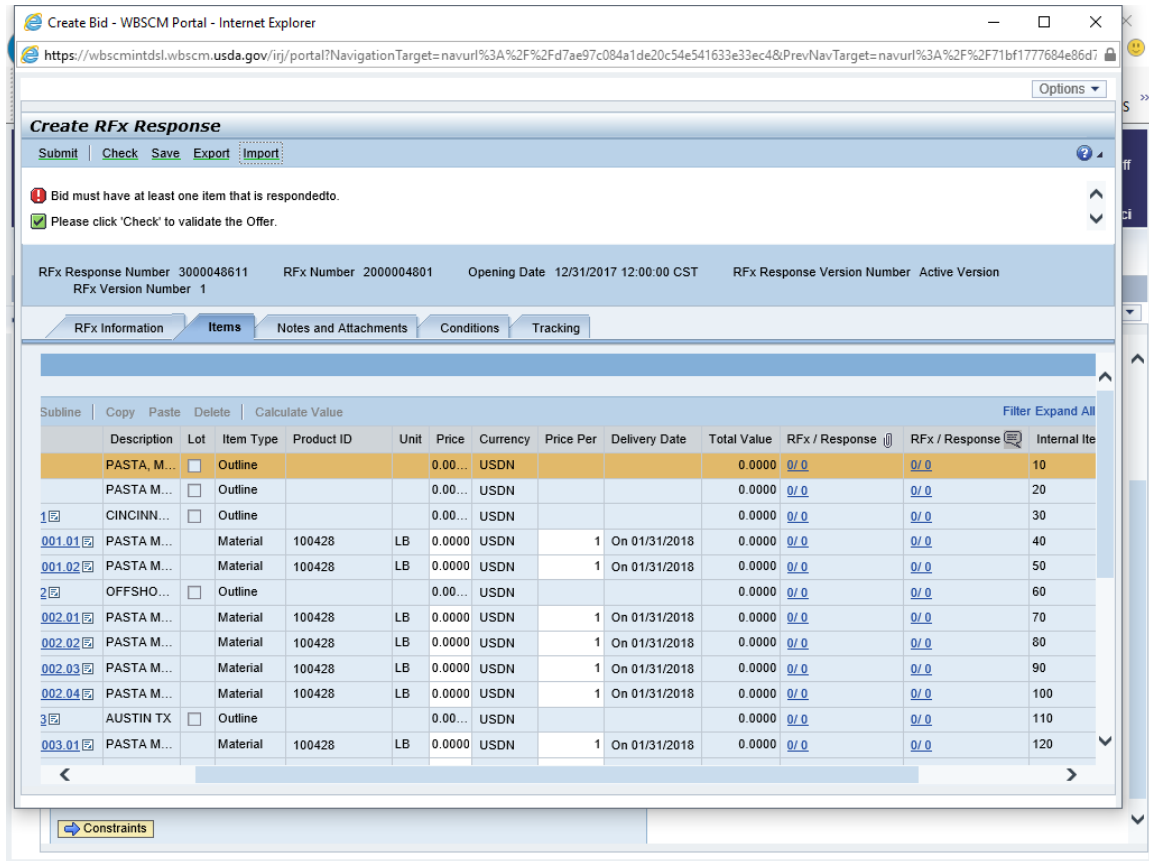 Create Bid - WBSCM Portal - Internet Explorer
https://wbscmintdsl.wbscm.usda.gov/irj/portal?NavigationTarget=navurl%3A%2F%2Fd7ae97c084a1de20c54e541633e33ec4&PrevNavTarget=navurl%3A%2F%2F71bf1777684e86d7
Options
S
Create RFx Response
Submit Check Save Export Import
ff
Bid must have at least one item that is respondedto.
Please click 'Check' to validate the Offer.
ci
RFx Response Number 3000048611 RFx Number 2000004801 Opening Date 12/31/2017 12:00:00 CST RFx Response Version Number Active Version
RFx Version Number 1
RFx Information Items Notes and Attachments Conditions Tracking
Subline Copy Paste Delete Calculate Value Filter Expand All
Description Lot Item Type Product ID Unit Price Currency Price Per Delivery Date Total Value RFx / Response RFx / Response Internal Ite
PASTA, M... Outline 0.00... USDN 0.0000 0/ 0 0/ 0 10
PASTA M... Outline 0.00... USDN 0.0000 0/ 0 0/ 0 20
1 CINCINN... Outline 0.00... USDN 0.0000 0/ 0 0/ 0 30
001.01 PASTA M... Material 100428 LB 0.0000 USDN 1 On 01/31/2018 0.0000 0/ 0 0/ 0 40
001.02 PASTA M... Material 100428 LB 0.0000 USDN 1 On 01/31/2018 0.0000 0/ 0 0/ 0 50
2 OFFSHO... Outline 0.00... USDN 0.0000 0/ 0 0/ 0 60
002.01 PASTA M... Material 100428 LB 0.0000 USDN 1 On 01/31/2018 0.0000 0/ 0 0/ 0 70
002.02 PASTA M... Material 100428 LB 0.0000 USDN 1 On 01/31/2018 0.0000 0/ 0 0/ 0 80
002.03 PASTA M... Material 100428 LB 0.0000 USDN 1 On 01/31/2018 0.0000 0/ 0 0/ 0 90
002.04 PASTA M... Material 100428 LB 0.0000 USDN 1 On 01/31/2018 0.0000 0/ 0 0/ 0 100
3 AUSTIN TX Outline 0.00... USDN 0.0000 0/ 0 0/ 0 110
003.01 PASTA M... Material 100428 LB 0.0000 USDN 1 On 01/31/2018 0.0000 0/ 0 0/ 0 120
Constraints